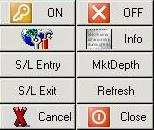 ON OFF
Info
S/L Entry MktDepth
S/L Exit Refresh
Cancel Close